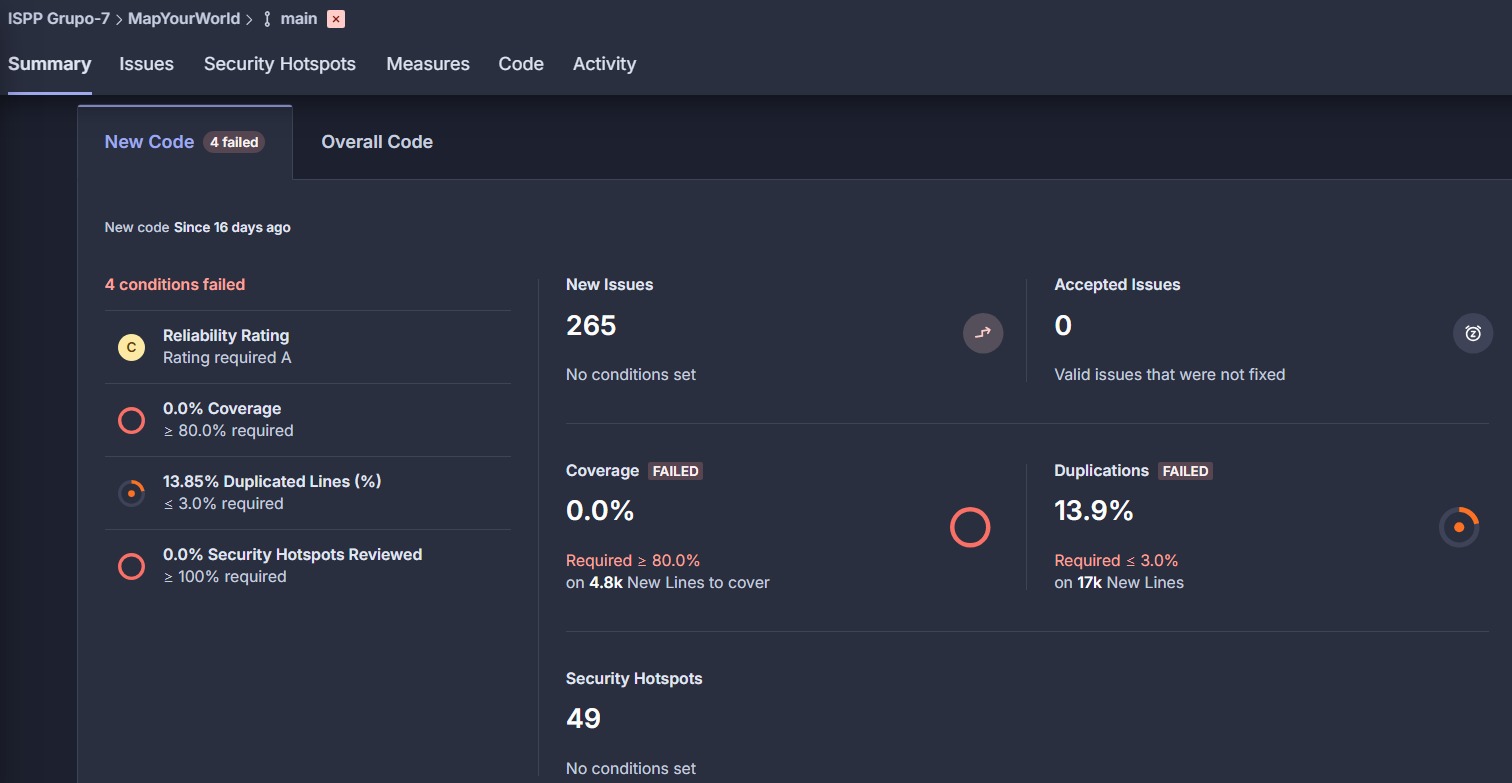 ISPP Grupo-7 > MapYourWorld > main
Summary Issues Security Hotspots Measures Code Activity
New Code 4 failed Overall Code
New code Since 16 days ago
4 conditions failed
C
Reliability Rating
Rating required A
0.0% Coverage
≥ 80.0% required
13.85% Duplicated Lines (%)
≤ 3.0% required
0.0% Security Hotspots Reviewed
≥ 100% required
New Issues
265
No conditions set
Accepted Issues
0
Valid issues that were not fixed
Coverage FAILED
0.0%
Required ≥ 80.0%
on 4.8k New Lines to cover
Duplications FAILED
13.9%
Required ≤ 3.0%
on 17k New Lines
Security Hotspots
49
No conditions set